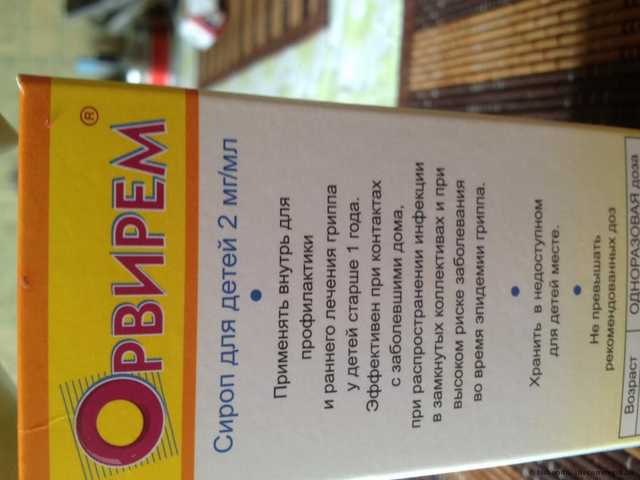 ОРВИРЕМ®
Сироп для детей 2 мг/мл
•
Применять внутрь для
профилактики
и раннего лечения гриппа
у детей старше 1 года.
Эффективен при контактах
с заболевшими дома,
при распространении инфекции
в замкнутых коллективах и при
высоком риске заболевания
во время эпидемии гриппа.
•
Хранить в недоступном
для детей месте.
•
Не превышать
рекомендованных доз
Возраст ОДНОРАЗОВАЯ доза